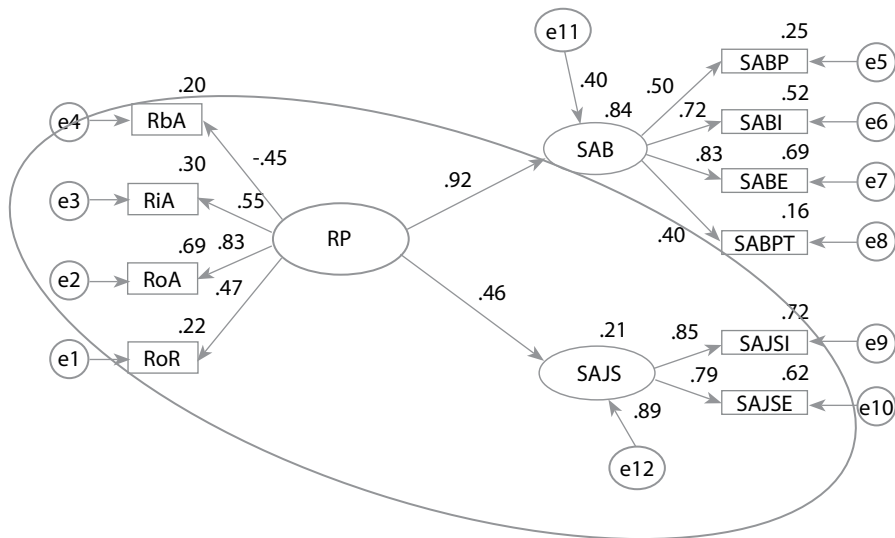 e11
.25
SABP
e5
.40
.50
.20
.84
.52
e4
RbA
.72
SABI
e6
SAB
-.45
.83
.69
.30
SABE
e7
.92
e3
RiA
.55
.16
RP
.40
SABPT
e8
.69
.83
e2
RoA
.47
.46
.22
.21
.85
.72
e1
RoR
SAJSI
e9
SAJS
.79
.62
SAJSE
e10
.89
e12